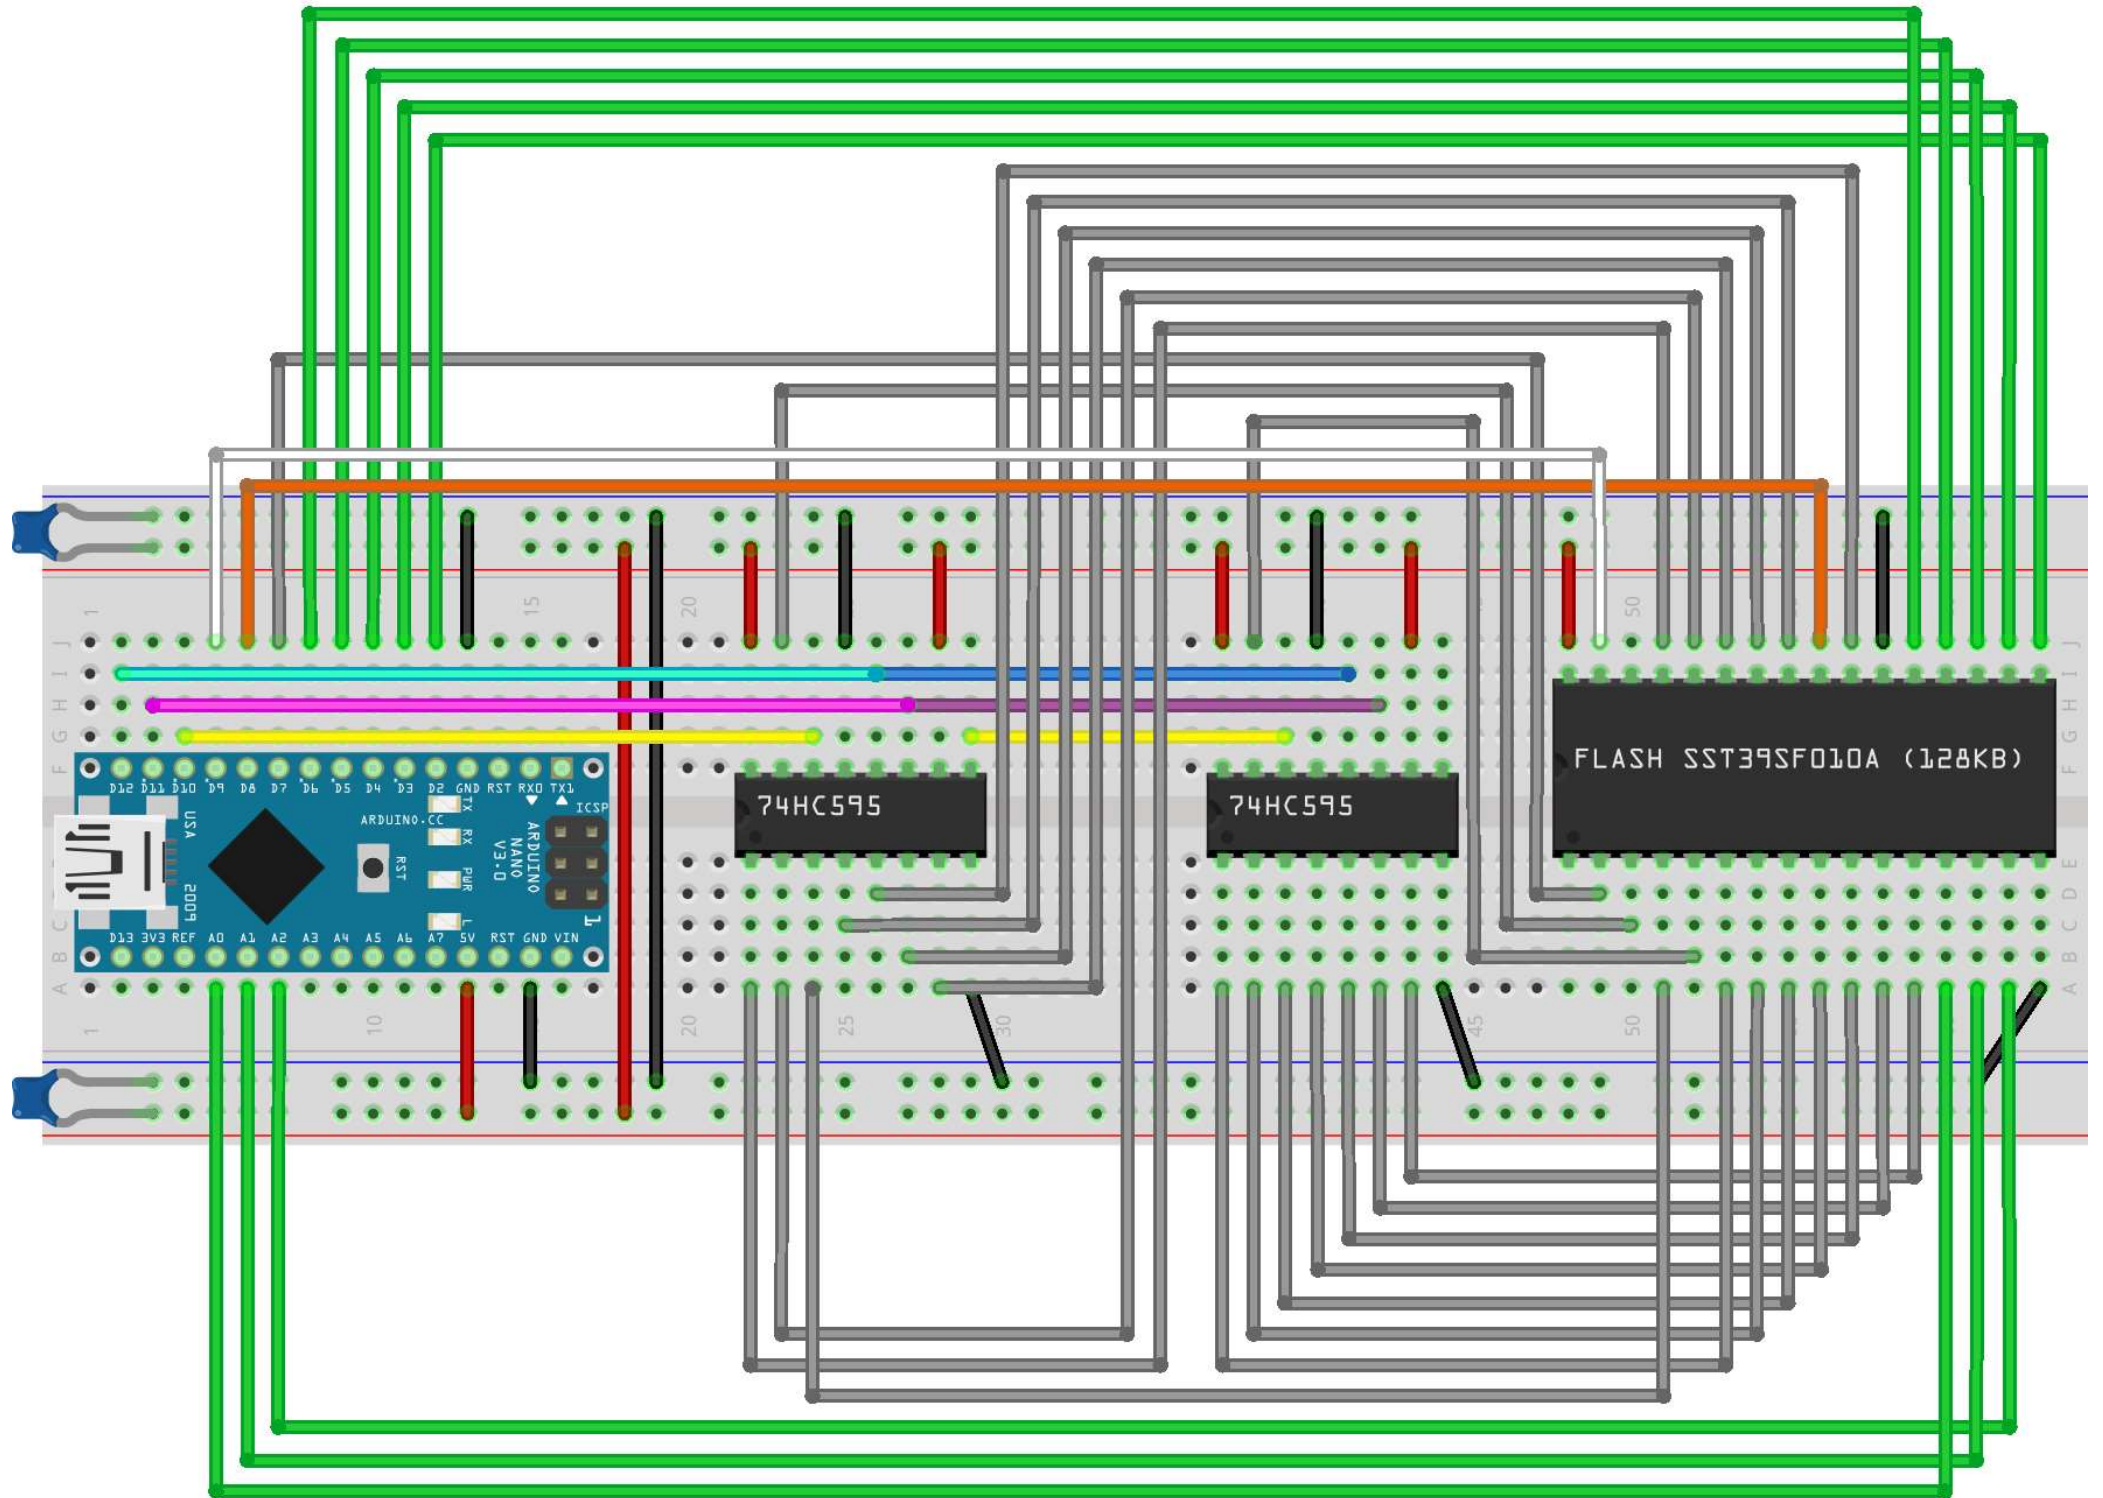 1
15
20
50
J
J
I
I
H
H
G
G
F
F
D12 D11 D10 D9 D8 D7 D6 D5 D4 D3 D2 GND RST RX0 TX1
TX
ICSP
USA
ARDUINO.CC
RX
ARDUINO
NANO
V3.0
RST
PWR
2009
L
1
D13 3V3 REF A0 A1 A2 A3 A4 A5 A6 A7 5V RST GND VIN
74HC595
74HC595
FLASH SST39SF010A (128KB)
E
D
C
C
B
B
A
A
1
10
20
25
30
45
50